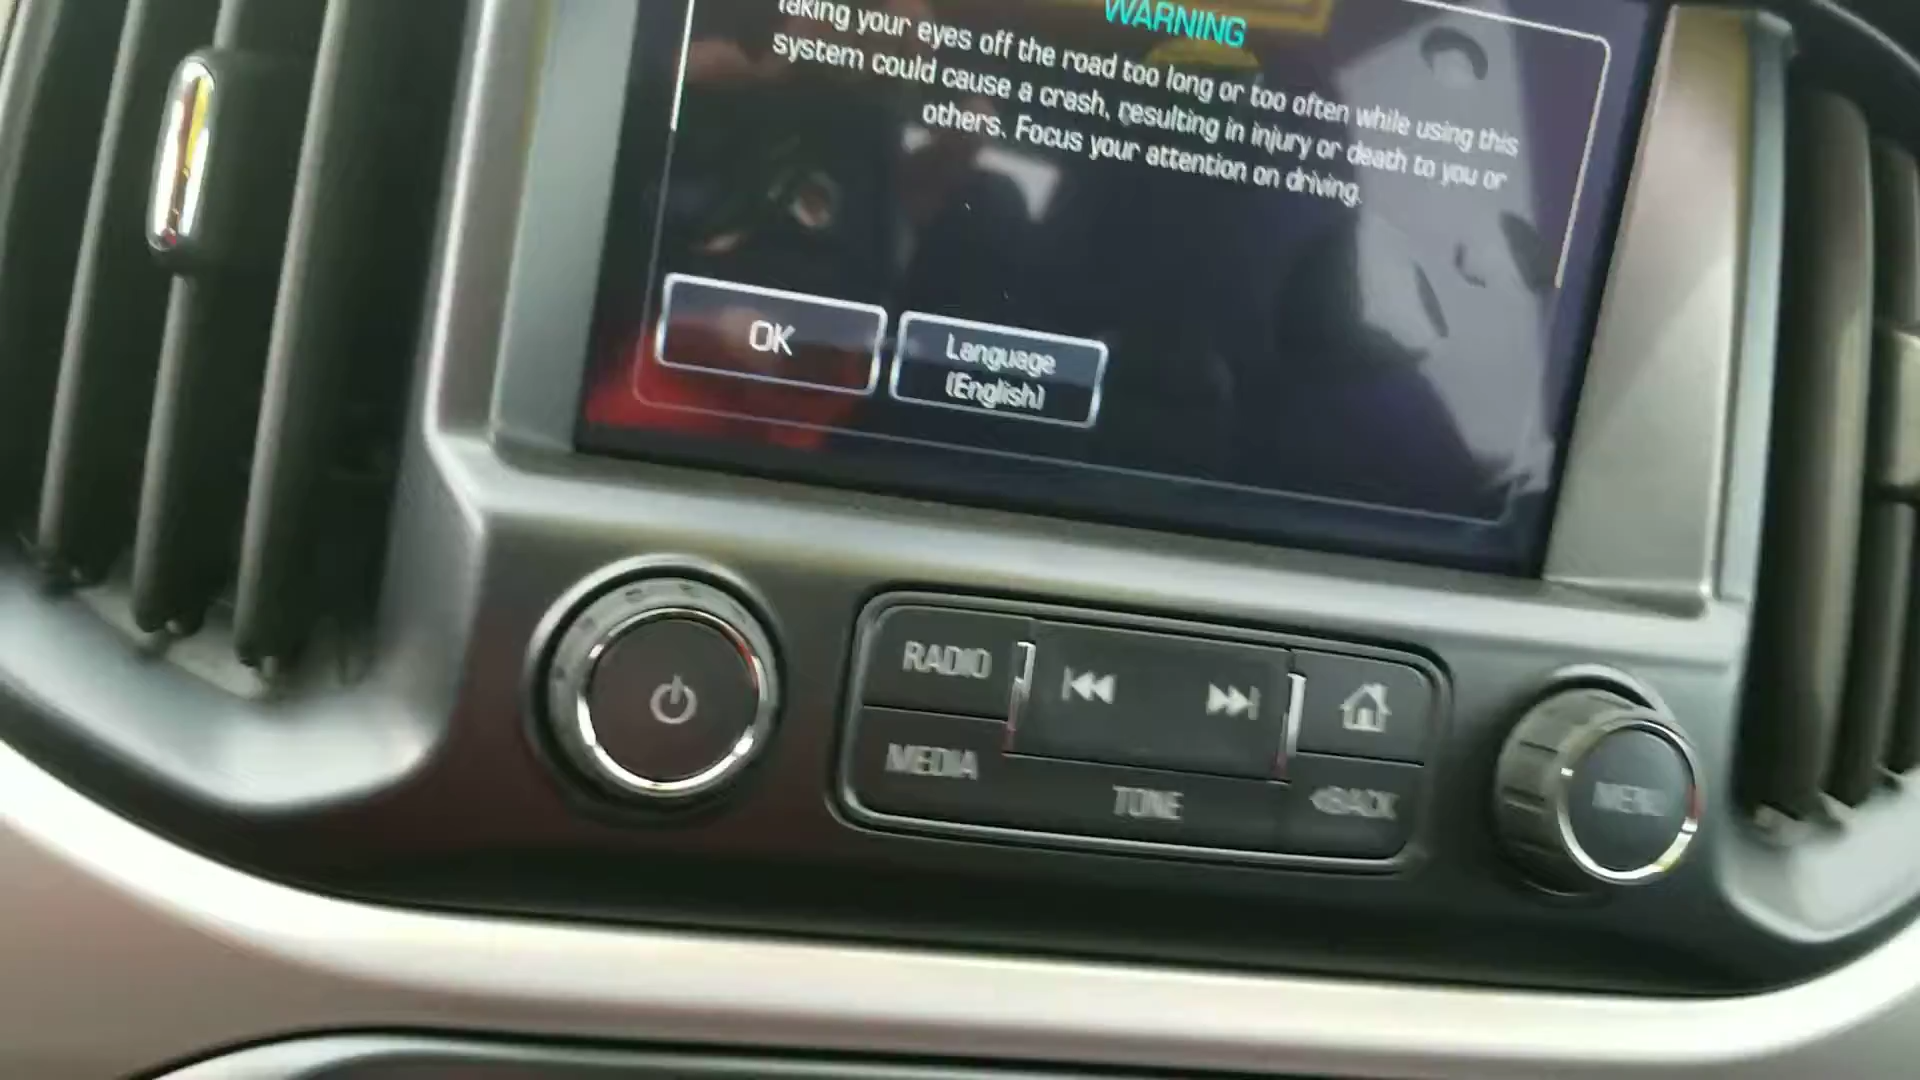 WARNING
Taking your eyes off the road too long or too often while using this
system could cause a crash, resulting in injury or death to you or
others. Focus your attention on driving.
OK
Language
(English)
RADIO
MEDIA
TONE
BACK
MENU